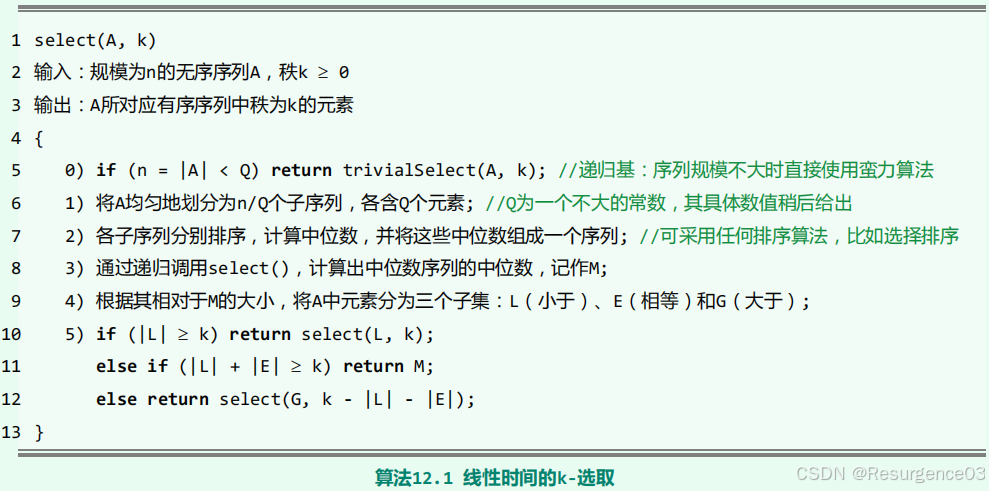 1 select(A, k)
2 输入：规模为n的无序序列A，秩k ≥ 0
3 输出：A所对应有序序列中秩为k的元素
4 {
5 0) if (n = |A| < Q) return trivialSelect(A, k); //递归基：序列规模不大时直接使用蛮力算法
6 1) 将A均匀地划分为n/Q个子序列，各含Q个元素; //Q为一个不大的常数，其具体数值稍后给出
7 2) 各子序列分别排序，计算中位数，并将这些中位数组成一个序列; //可采用任何排序算法，比如选择排序
8 3) 通过递归调用select()，计算出中位数序列的中位数，记作M;
9 4) 根据其相对于M的大小，将A中元素分为三个子集：L（小于）、E（相等）和G（大于）;
10 5) if (|L| ≥ k) return select(L, k);
11 else if (|L| + |E| ≥ k) return M;
12 else return select(G, k - |L| - |E|);
13 }
算法12.1 线性时间的k-选取
CSDN @Resurgence03